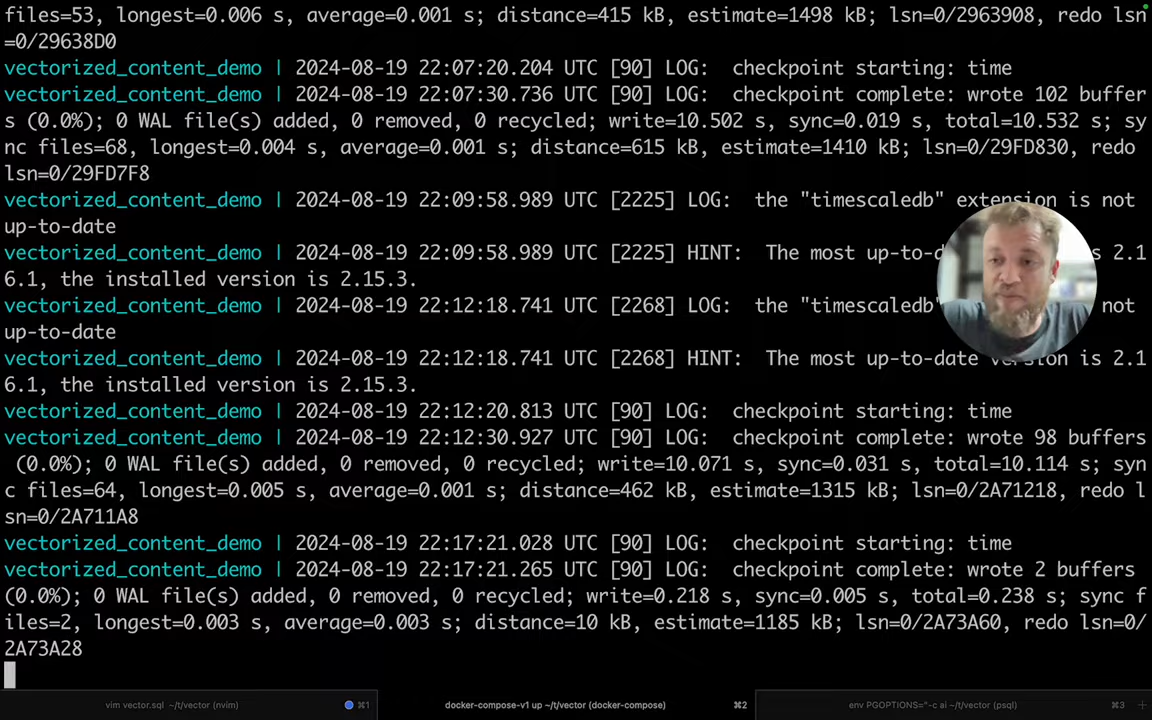 files=53, longest=0.006 s, average=0.001 s; distance=415 kB, estimate=1498 kB; lsn=0/2963908, redo lsn
=0/29638D0
vectorized_content_demo | 2024-08-19 22:07:20.204 UTC [90] LOG:  checkpoint starting: time
vectorized_content_demo | 2024-08-19 22:07:30.736 UTC [90] LOG:  checkpoint complete: wrote 102 buffer
s (0.0%); 0 WAL file(s) added, 0 removed, 0 recycled; write=10.502 s, sync=0.019 s, total=10.532 s; sy
nc files=68, longest=0.004 s, average=0.001 s; distance=615 kB, estimate=1410 kB; lsn=0/29FD830, redo
lsn=0/29FD7F8
vectorized_content_demo | 2024-08-19 22:09:58.989 UTC [2225] LOG:  the "timescaledb" extension is not
up-to-date
vectorized_content_demo | 2024-08-19 22:09:58.989 UTC [2225] HINT:  The most up-to-d s 2.1
6.1, the installed version is 2.15.3.
vectorized_content_demo | 2024-08-19 22:12:18.741 UTC [2268] LOG:  the "timescaledb" not
up-to-date
vectorized_content_demo | 2024-08-19 22:12:18.741 UTC [2268] HINT:  The most up-to-date version is 2.1
6.1, the installed version is 2.15.3.
vectorized_content_demo | 2024-08-19 22:12:20.813 UTC [90] LOG:  checkpoint starting: time
vectorized_content_demo | 2024-08-19 22:12:30.927 UTC [90] LOG:  checkpoint complete: wrote 98 buffers
 (0.0%); 0 WAL file(s) added, 0 removed, 0 recycled; write=10.071 s, sync=0.031 s, total=10.114 s; syn
c files=64, longest=0.005 s, average=0.001 s; distance=462 kB, estimate=1315 kB; lsn=0/2A71218, redo l
sn=0/2A711A8
vectorized_content_demo | 2024-08-19 22:17:21.028 UTC [90] LOG:  checkpoint starting: time
vectorized_content_demo | 2024-08-19 22:17:21.265 UTC [90] LOG:  checkpoint complete: wrote 2 buffers
(0.0%); 0 WAL file(s) added, 0 removed, 0 recycled; write=0.218 s, sync=0.005 s, total=0.238 s; sync f
iles=2, longest=0.003 s, average=0.003 s; distance=10 kB, estimate=1185 kB; lsn=0/2A73A60, redo lsn=0/
2A73A28
vim vector.sql ~/t/vector (nvim) ⌘1 docker-compose-v1 up ~/t/vector (docker-compose) ⌘2 env PGOPTIONS="-c ai ~/t/vector (psql) ⌘3 +